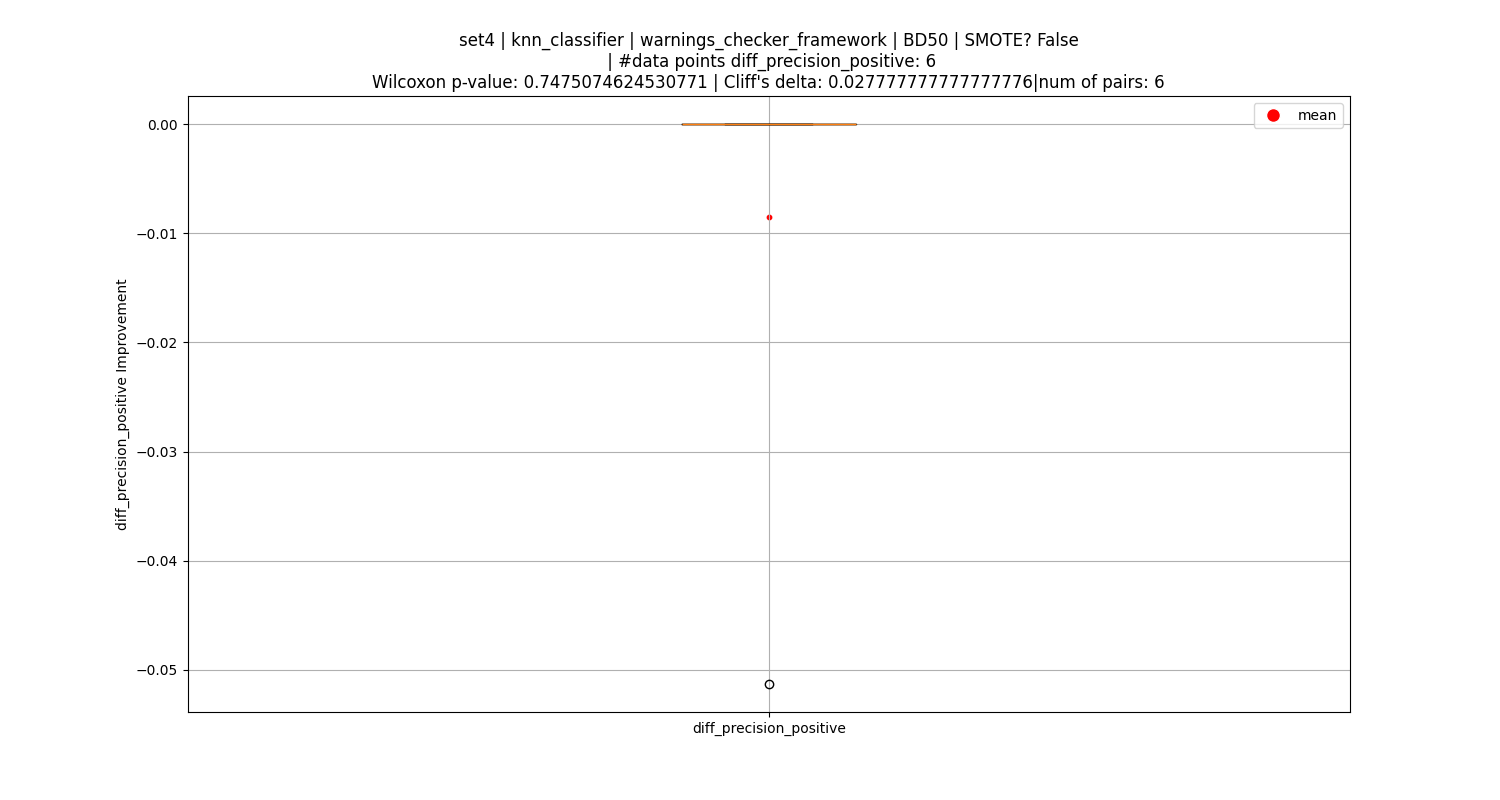 set4 | knn_classifier | warnings_checker_framework | BD50 | SMOTE? False
| #data points diff_precision_positive: 6
Wilcoxon p-value: 0.7475074624530771 | Cliff's delta: 0.027777777777777776|num of pairs: 6
mean
0.00
−0.01
−0.02
−0.03
−0.04
−0.05
diff_precision_positive Improvement
diff_precision_positive